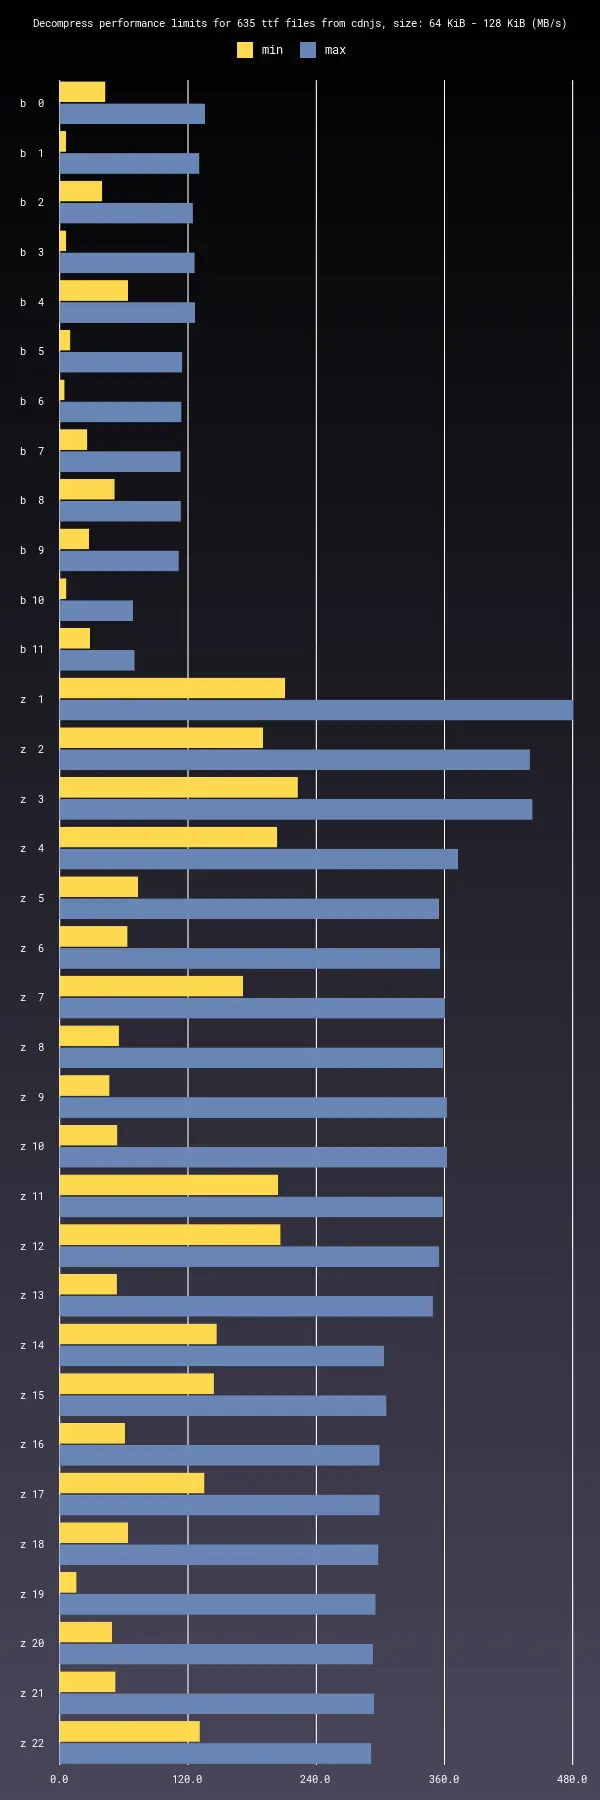 Decompress performance limits for 635 ttf files from cdnjs, size: 64 KiB - 128 KiB (MB/s)
min max
b 0
b 1
b 2
b 3
b 4
b 5
b 6
b 7
b 8
b 9
b 10
b 11
z 1
z 2
z 3
z 4
z 5
z 6
z 7
z 8
z 9
z 10
z 11
z 12
z 13
z 14
z 15
z 16
z 17
z 18
z 19
z 20
z 21
z 22
0.0 120.0 240.0 360.0 480.0